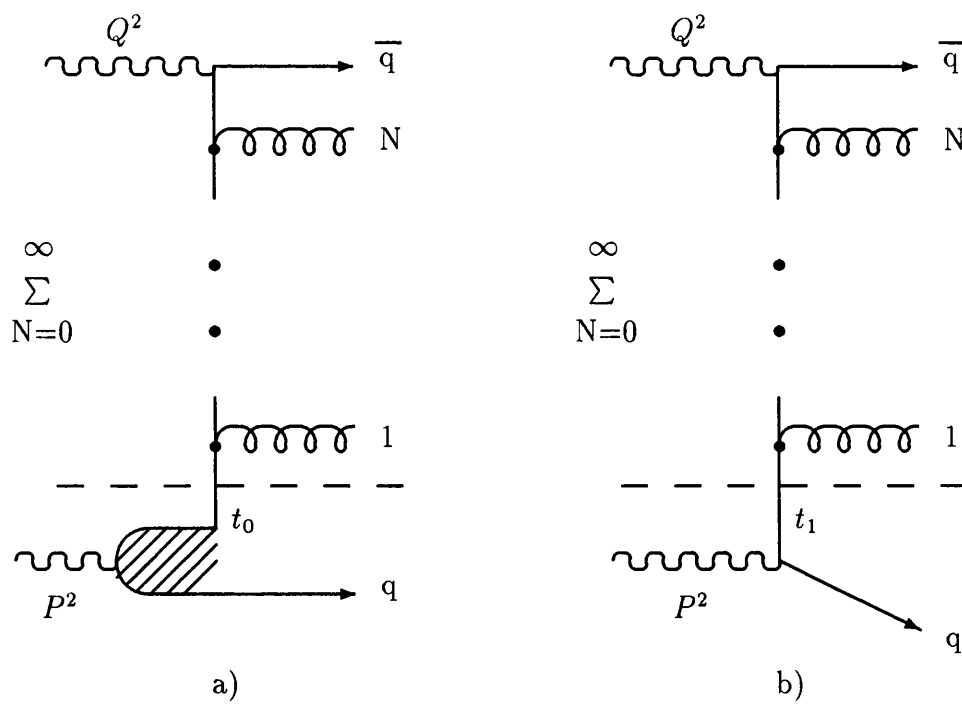 Q²
q̅
N
∞
Σ
N=0
1
t₀
P²
q
a)
Q²
q̅
N
∞
Σ
N=0
1
t₁
P²
q
b)